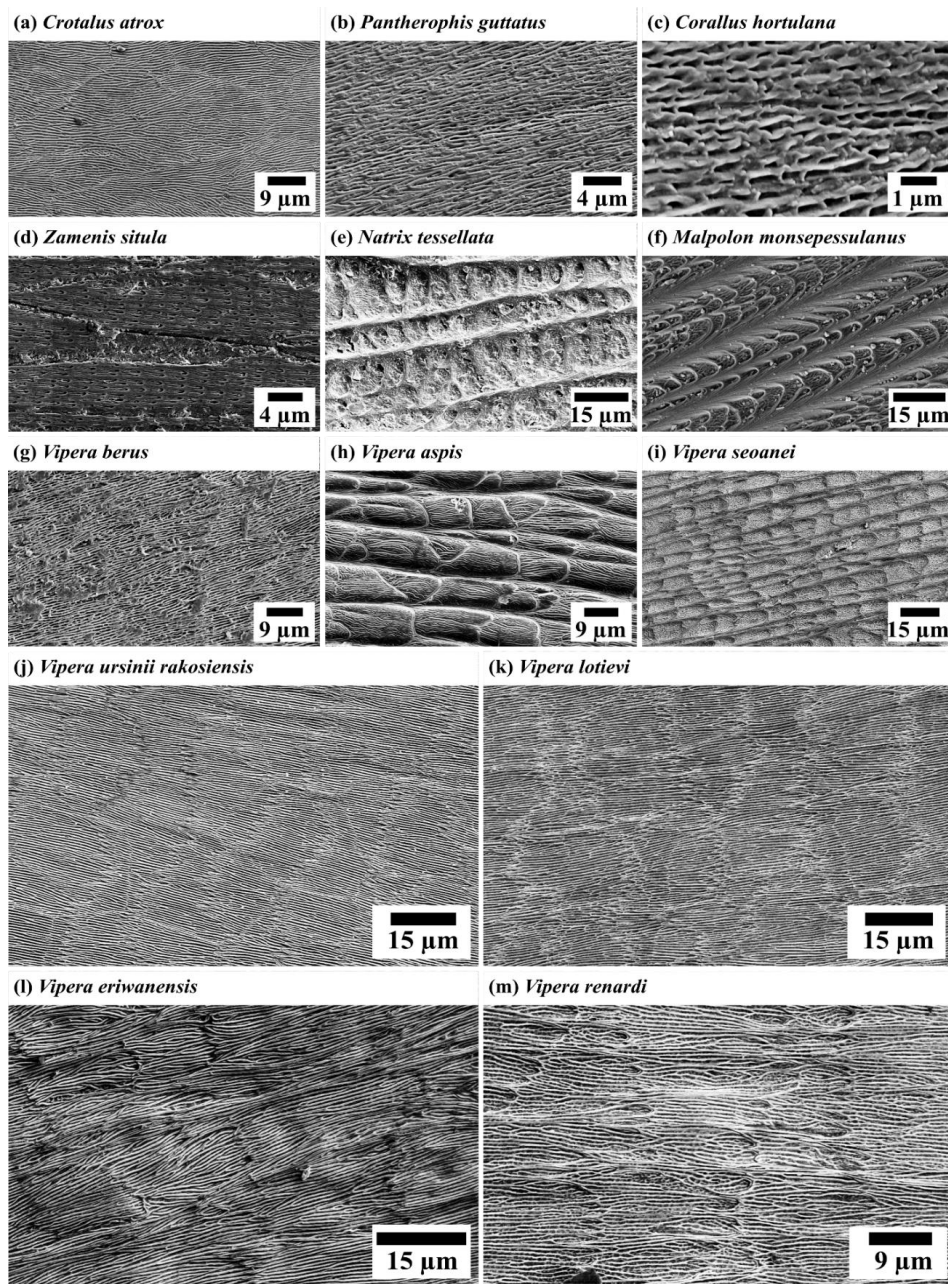 (a) Crotalus atrox
(b) Pantherophis guttatus
(c) Corallus hortulana
9 µm
4 µm
1 µm
(d) Zamenis situla
(e) Natrix tessellata
(f) Malpolon monsepessulanus
4 µm
15 µm
15 µm
(g) Vipera berus
(h) Vipera aspis
(i) Vipera seoanei
9 µm
9 µm
15 µm
(j) Vipera ursinii rakosiensis
(k) Vipera lotievi
15 µm
15 µm
(l) Vipera eriwanensis
(m) Vipera renardi
15 µm
9 µm